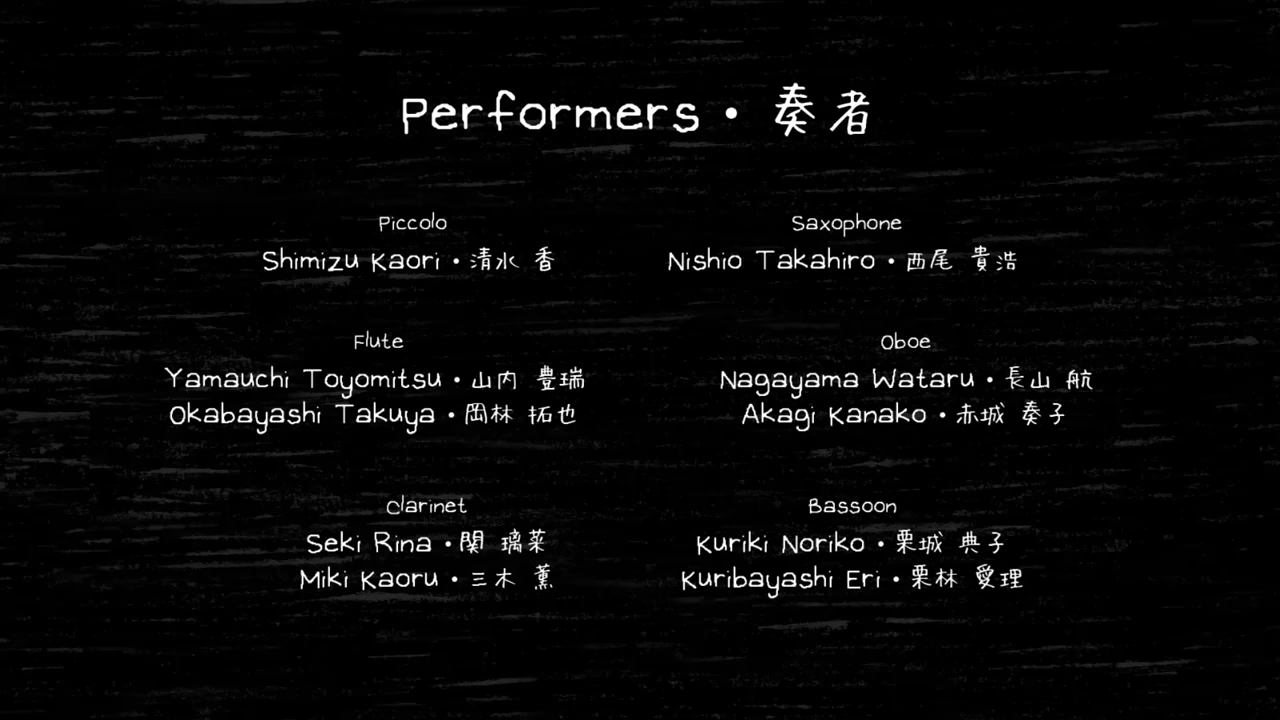 Performers • 奏者
Piccolo
Shimizu Kaori • 清水 香
Saxophone
Nishio Takahiro • 西尾 貴浩
Flute
Yamauchi Toyomitsu • 山内 豊瑞
Okabayashi Takuya • 岡林 拓也
Oboe
Nagayama Wataru • 長山 航
Akagi Kanako • 赤城 奏子
Clarinet
Seki Rina • 関 璃菜
Miki Kaoru • 三木 薫
Bassoon
Kuriki Noriko • 栗城 典子
Kuribayashi Eri • 栗林 愛理